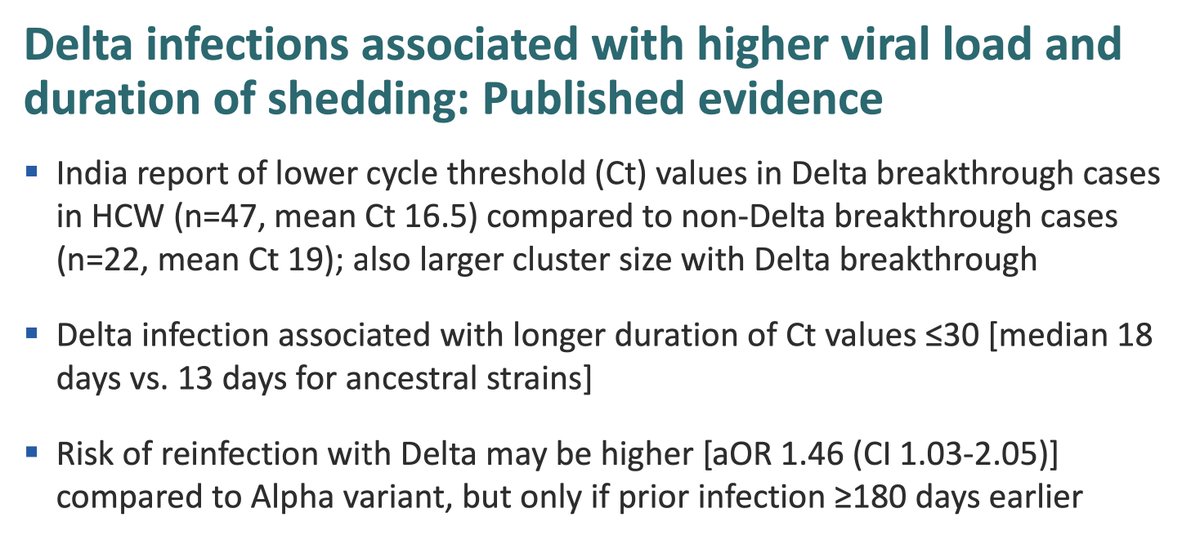 Delta infections associated with higher viral load and
duration of shedding: Published evidence
▪ India report of lower cycle threshold (Ct) values in Delta breakthrough cases
in HCW (n=47, mean Ct 16.5) compared to non-Delta breakthrough cases
(n=22, mean Ct 19); also larger cluster size with Delta breakthrough
▪ Delta infection associated with longer duration of Ct values ≤30 [median 18
days vs. 13 days for ancestral strains]
▪ Risk of reinfection with Delta may be higher [aOR 1.46 (CI 1.03-2.05)]
compared to Alpha variant, but only if prior infection ≥180 days earlier